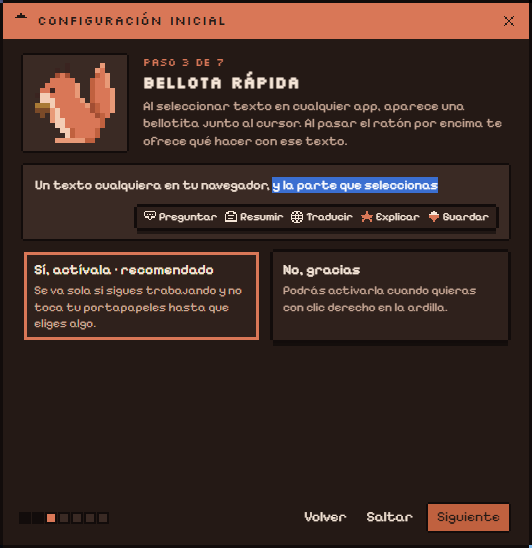 CONFIGURACIÓN INICIAL
PASO 3 DE 7
BELLOTA RÁPIDA
Al seleccionar texto en cualquier app, aparece una
bellotita junto al cursor. Al pasar el ratón por encima te
ofrece qué hacer con ese texto.
Un texto cualquiera en tu navegador, y la parte que seleccionas
Preguntar Resumir Traducir Explicar Guardar
Sí, actívala · recomendado
Se va sola si sigues trabajando y no
toca tu portapapeles hasta que
eliges algo.
No, gracias
Podrás activarla cuando quieras
con clic derecho en la ardilla.
Volver Saltar Siguiente